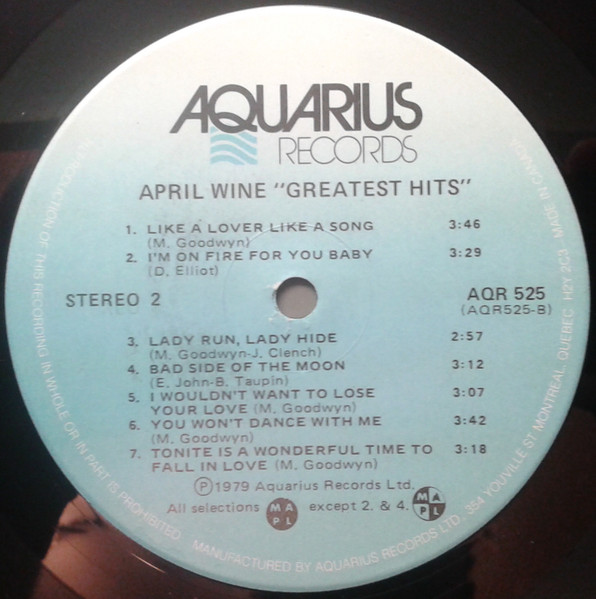 AQUARIUS
RECORDS
APRIL WINE "GREATEST HITS"
1. LIKE A LOVER LIKE A SONG 3:46
(M. Goodwyn)
2. I'M ON FIRE FOR YOU BABY 3:29
(D. Elliot)
STEREO 2
AQR 525
(AQR525-B)
3. LADY RUN, LADY HIDE 2:57
(M. Goodwyn-J. Clench)
4. BAD SIDE OF THE MOON 3:12
(E. John-B. Taupin)
5. I WOULDN'T WANT TO LOSE 3:07
YOUR LOVE (M. Goodwyn)
6. YOU WON'T DANCE WITH ME 3:42
(M. Goodwyn)
7. TONITE IS A WONDERFUL TIME TO 3:18
FALL IN LOVE (M. Goodwyn)
Ⓟ1979 Aquarius Records Ltd.
All selections MAPL except 2. & 4. MAPL
REPRODUCTION OF THIS RECORDING IN WHOLE OR IN PART IS PROHIBITED. MANUFACTURED BY AQUARIUS RECORDS LTD., 354 YOUVILLE ST MONTREAL, QUEBEC H2Y 2C3 MADE IN CANADA